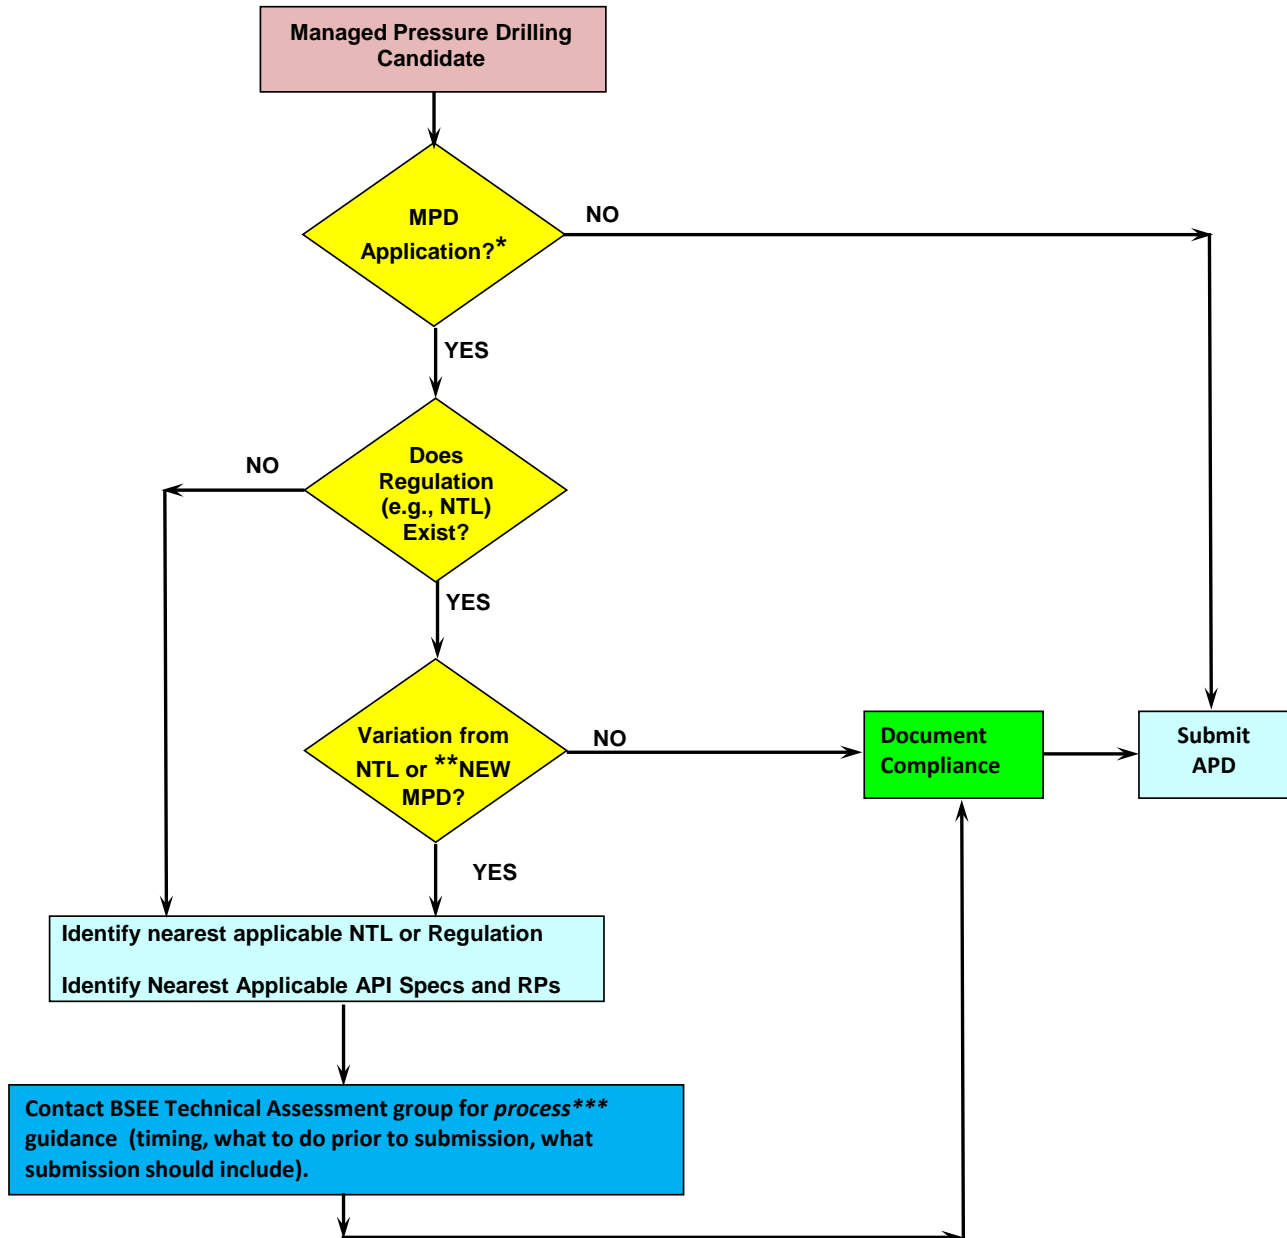 Managed Pressure Drilling
Candidate
MPD
Application?*
NO
YES
Does
Regulation
(e.g., NTL)
Exist?
NO
YES
Variation from
NTL or **NEW
MPD?
NO
Document
Compliance
Submit
APD
YES
Identify nearest applicable NTL or Regulation
Identify Nearest Applicable API Specs and RPs
Contact BSEE Technical Assessment group for process***
guidance (timing, what to do prior to submission, what
submission should include).